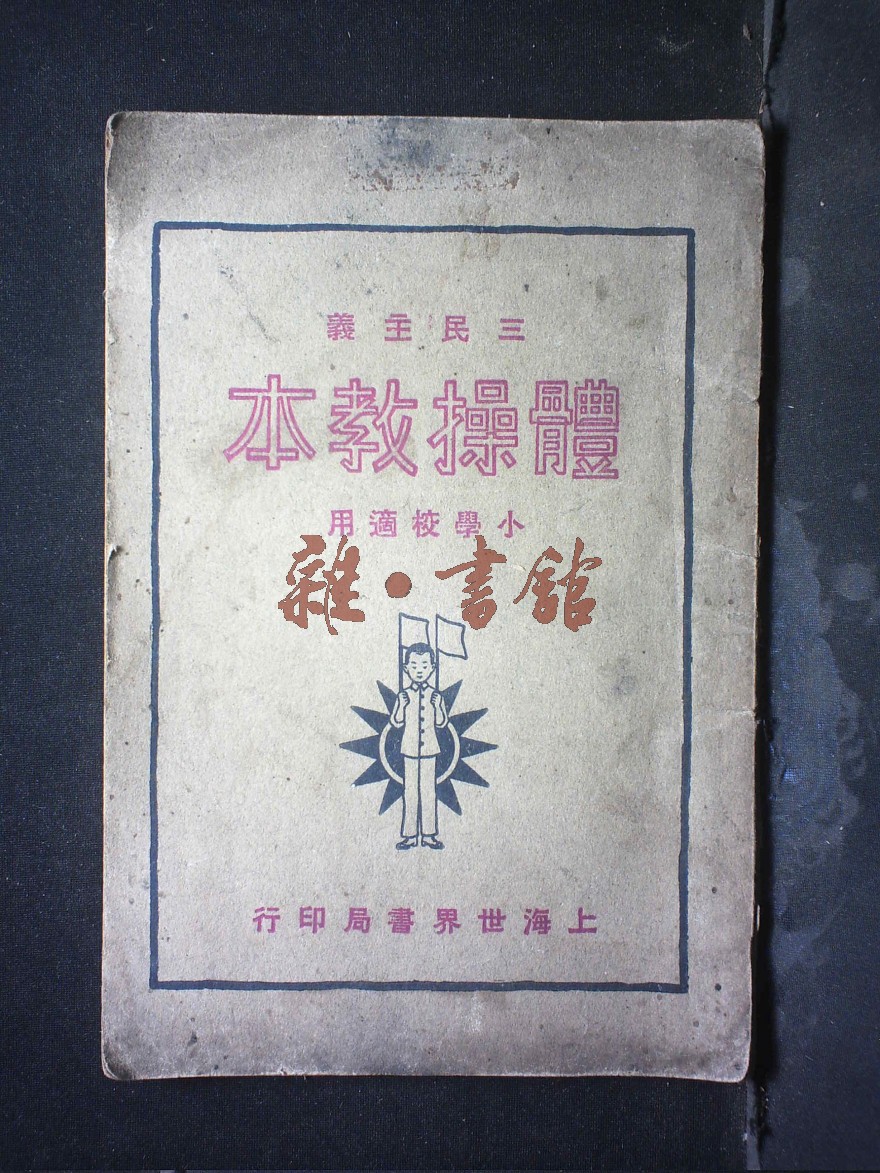 三民主義
體操教本
小學校適用
雜·書館
上海世界書局印行